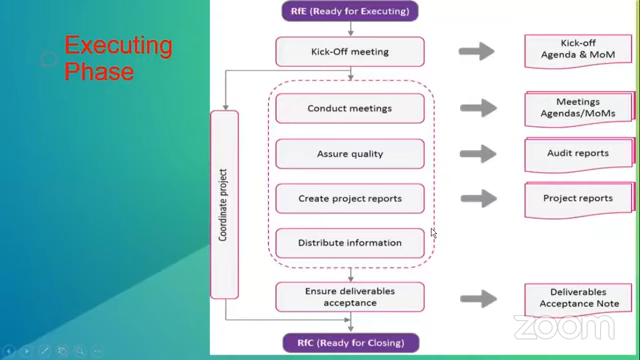 Executing
Phase
RfE (Ready for Executing)
Kick-Off meeting
Kick-off
Agenda & MoM
Conduct meetings
Meetings
Agendas/MoMs
Assure quality
Audit reports
Create project reports
Project reports
Distribute information
Coordinate project
Ensure deliverables
acceptance
Deliverables
Acceptance Note
RfC (Ready for Closing)
zoom